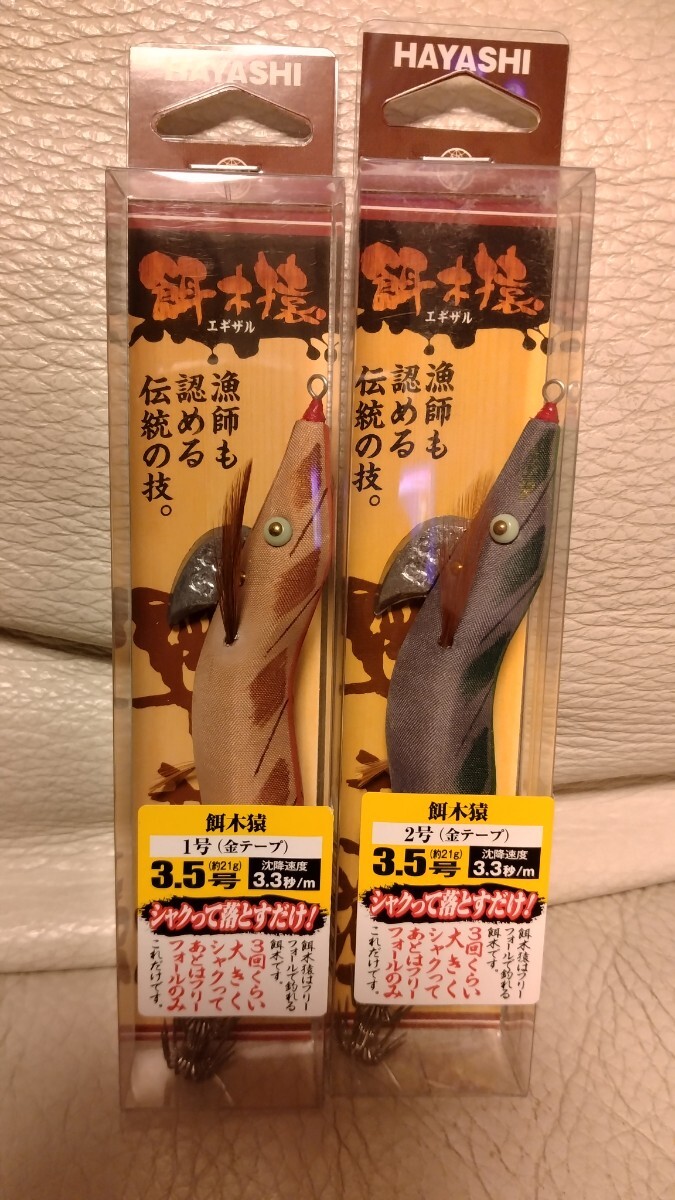 HAYASHI
餌木猿
エギザル
漁師も
認める
伝統の技。
餌木猿
1号(金テープ)
3.5号
(約21g)
沈降速度
3.3秒/m
シャクって落とすだけ!
餌木猿はフリー
フォールで釣れる
餌木です。
3回くらい
大きく
シャクって
あとはフリー
フォールのみ
これだけです。
HAYASHI
餌木猿
エギザル
漁師も
認める
伝統の技。
餌木猿
2号(金テープ)
3.5号
(約21g)
沈降速度
3.3秒/m
シャクって落とすだけ!
餌木猿はフリー
フォールで釣れる
餌木です。
3回くらい
大きく
シャクって
あとはフリー
フォールのみ
これだけです。